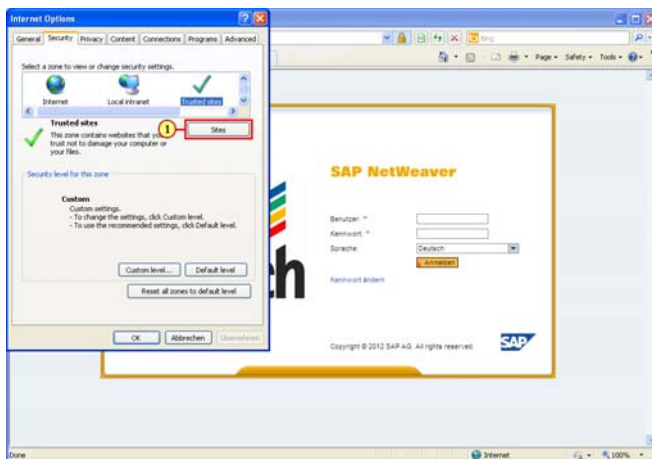 Internet Options
General Security Privacy Content Connections Programs Advanced
Select a zone to view or change security settings.
Internet Local intranet Trusted sites
Trusted sites
1
Sites
This zone contains websites that you
trust not to damage your computer or
your files.
Security level for this zone
Custom
Custom settings.
- To change the settings, click Custom level.
- To use the recommended settings, click Default level.
Custom level... Default level
Reset all zones to default level
OK Abbrechen Übernehmen
Bing
Page Safety Tools
SAP NetWeaver
Benutzer *
Kennwort *
Sprache Deutsch
Anmelden
Kennwort ändern
Copyright © 2012 SAP AG. All rights reserved.
SAP
ch
Done Internet 100%